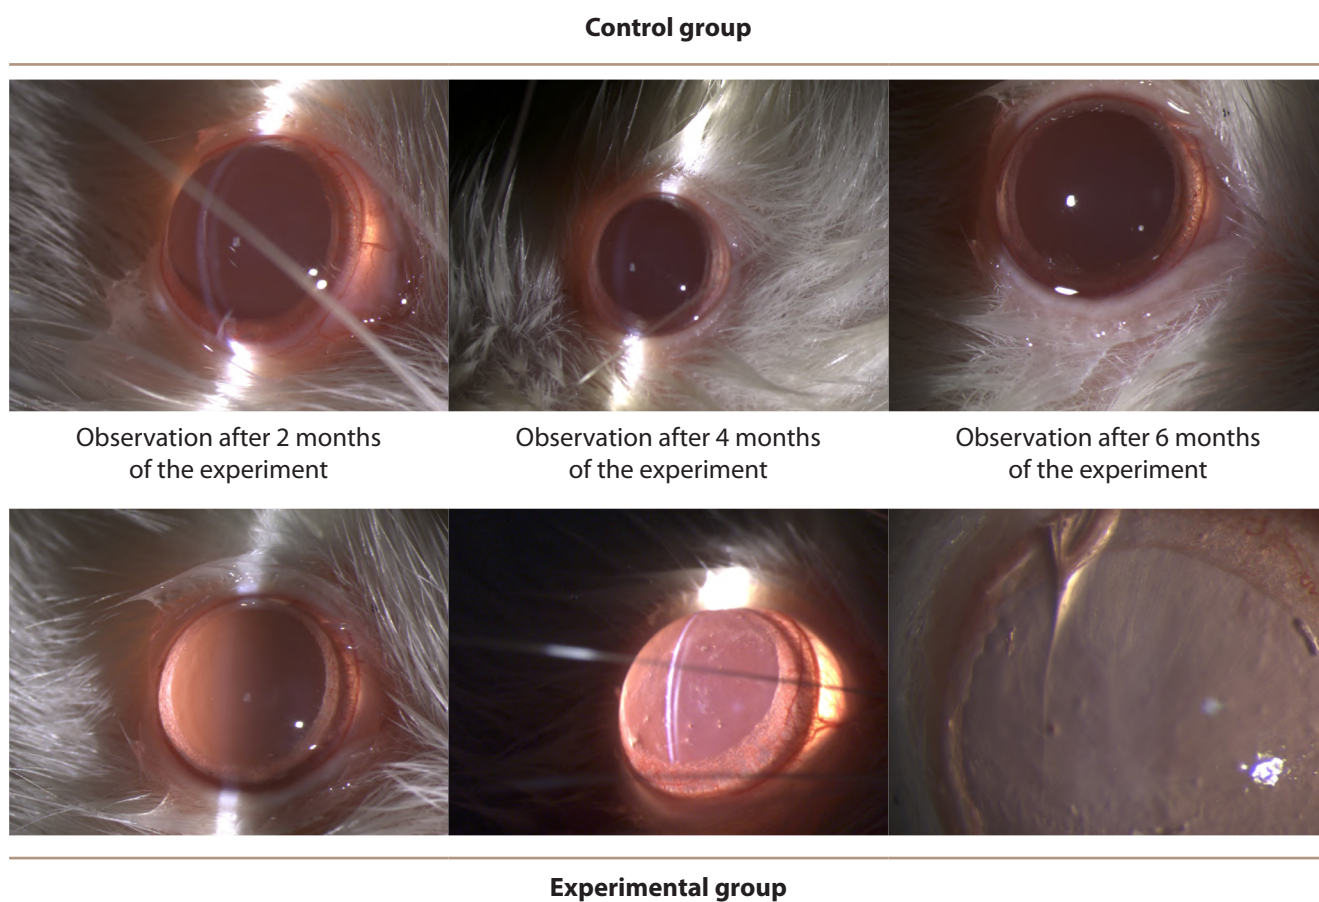 Control group
Observation after 2 months
of the experiment
Observation after 4 months
of the experiment
Observation after 6 months
of the experiment
Experimental group